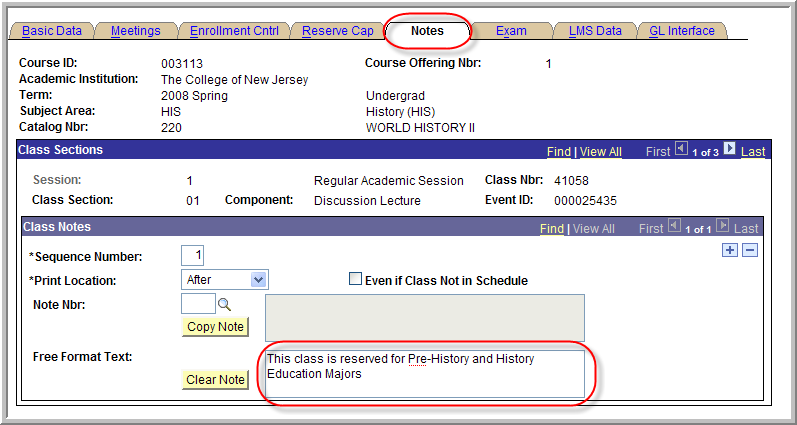 Basic Data Meetings Enrollment Cntrl Reserve Cap Notes Exam LMS Data GL Interface
Course ID: 003113 Course Offering Nbr: 1
Academic Institution: The College of New Jersey
Term: 2008 Spring Undergrad
Subject Area: HIS History (HIS)
Catalog Nbr: 220 WORLD HISTORY II
Class Sections Find | View All First 1 of 3 Last
Session: 1 Regular Academic Session Class Nbr: 41058
Class Section: 01 Component: Discussion Lecture Event ID: 000025435
Class Notes Find | View All First 1 of 1 Last
*Sequence Number: 1
*Print Location: After Even if Class Not in Schedule
Note Nbr:
Copy Note
Free Format Text: This class is reserved for Pre-History and History
Education Majors
Clear Note